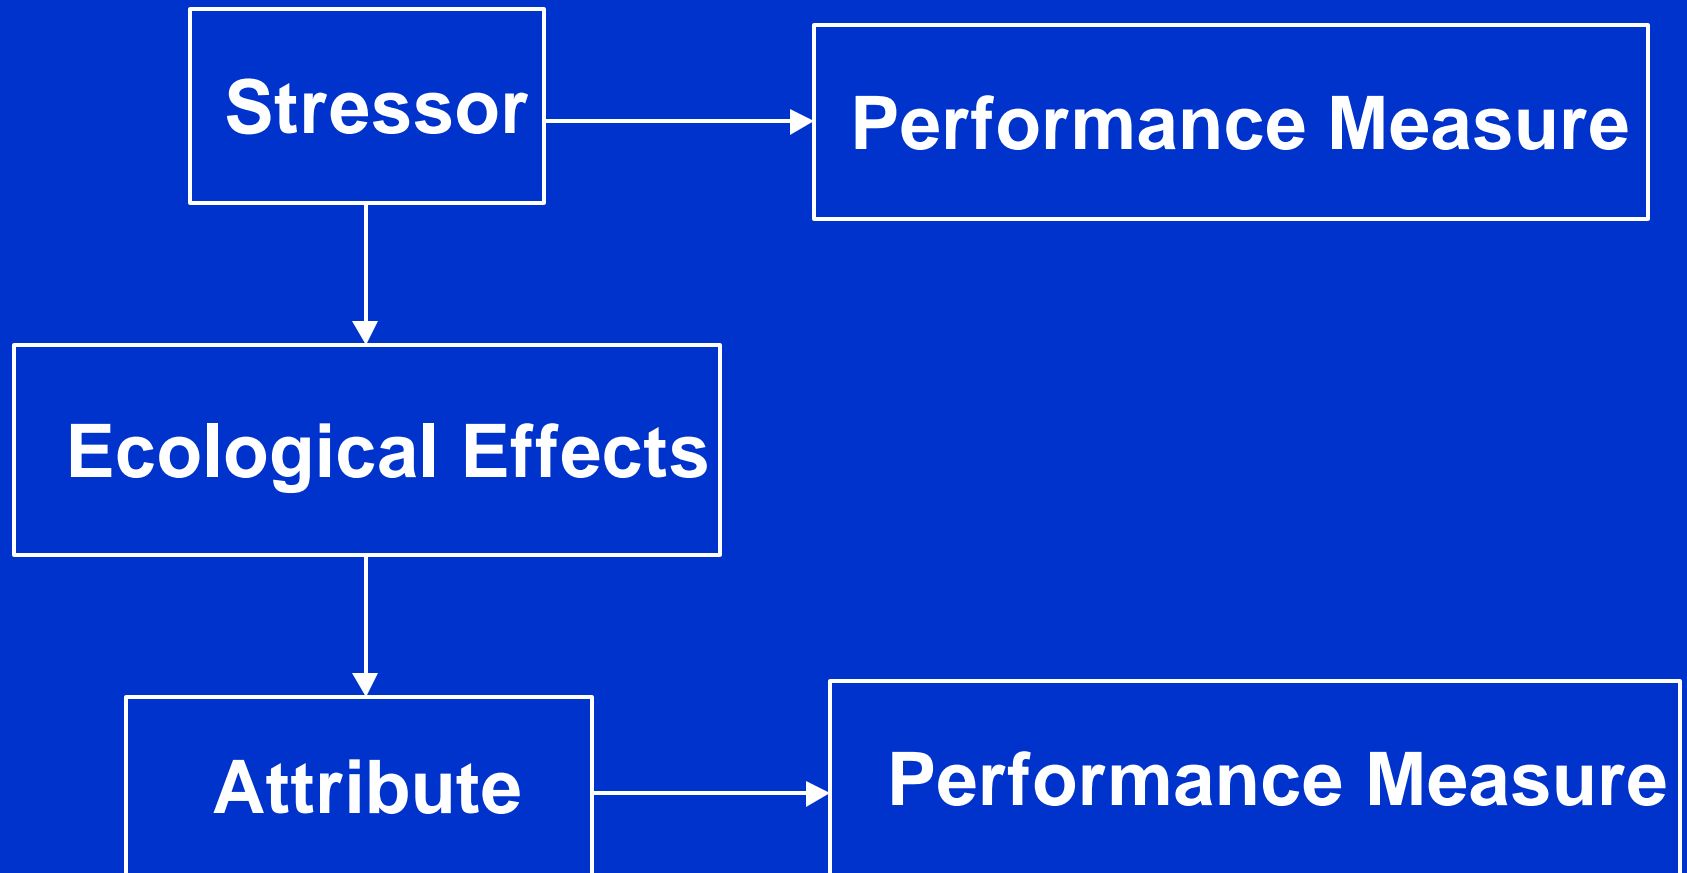 Stressor
Performance Measure
Ecological Effects
Attribute
Performance Measure